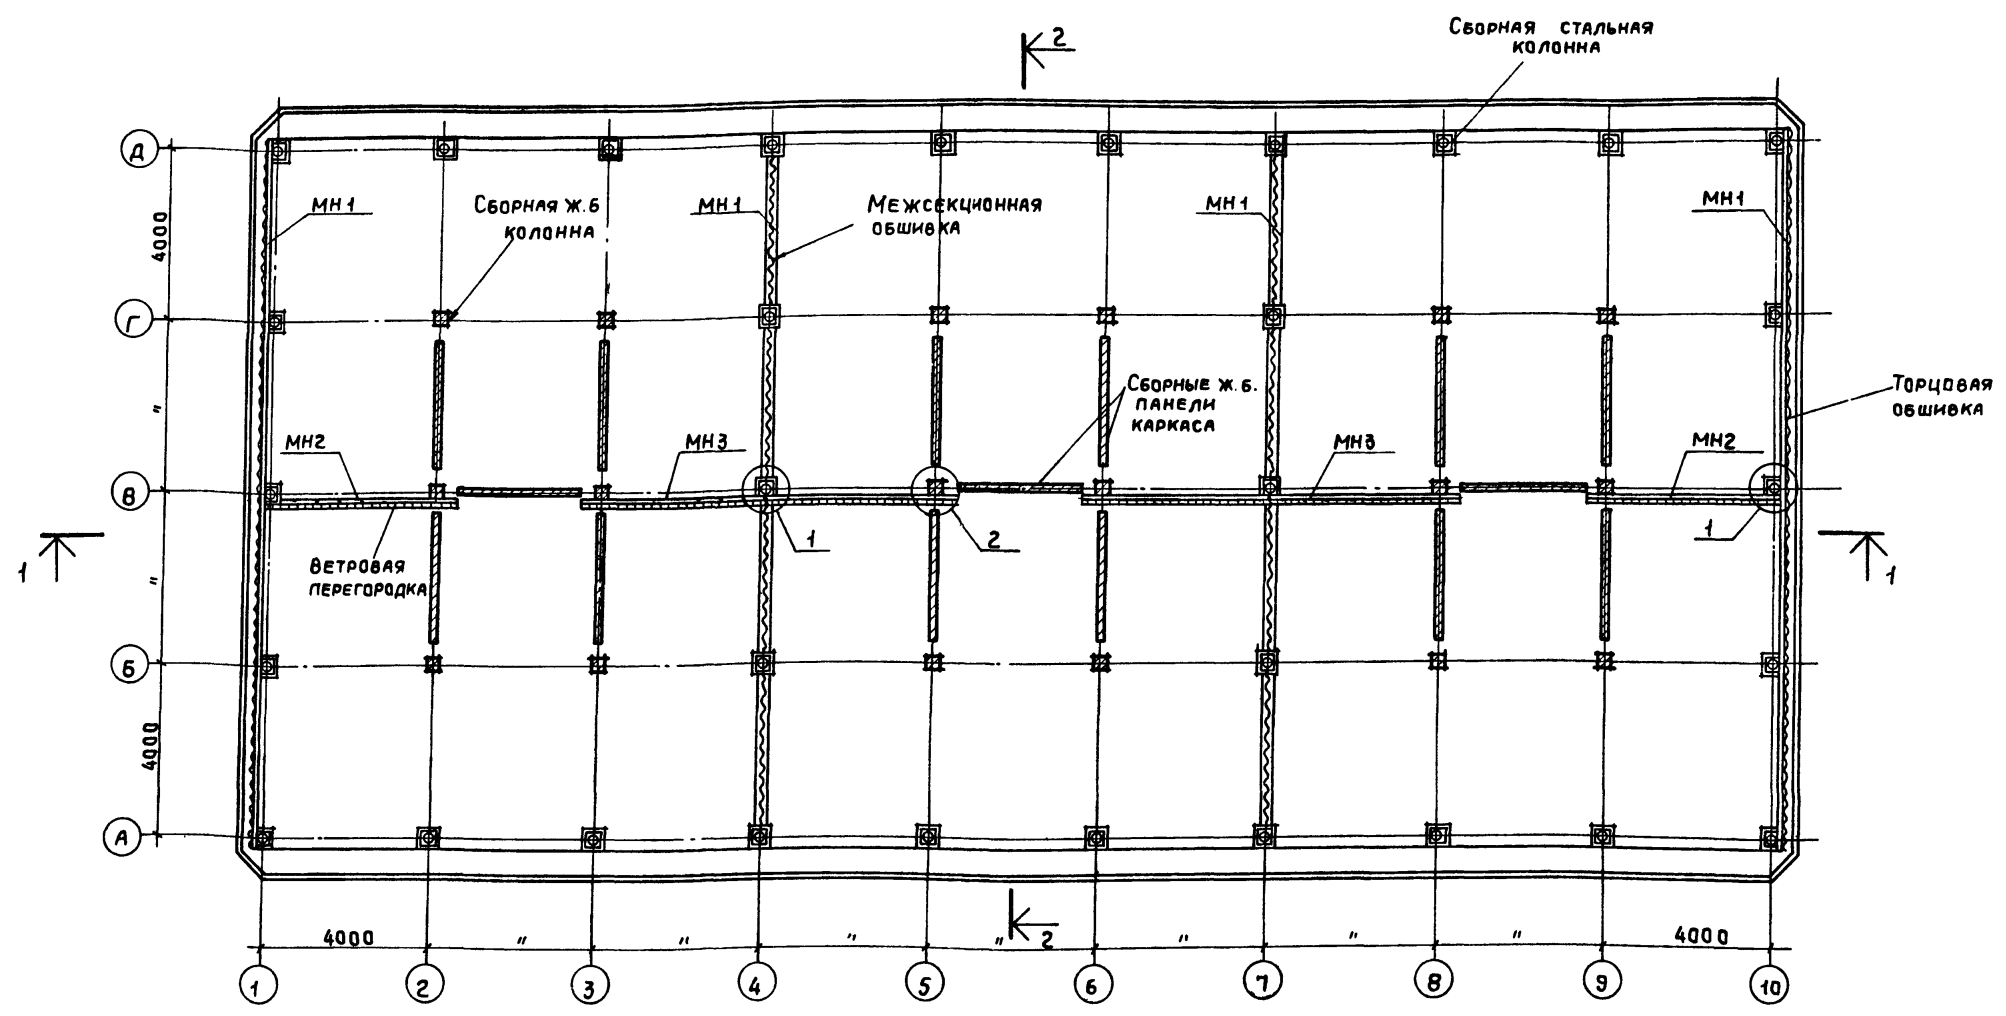 2
Сборная стальная
колонна
Д
4000
МН1
Сборная ж.б
колонна
МН1
Межсекционная
обшивка
МН1
МН1
Г
"
Сборные ж.б.
панели
каркаса
Торцовая
обшивка
МН2
МН3
МН3
МН2
В
1
2
1
1
1
"
Ветровая
перегородка
Б
4000
А
2
4000 " " " " " " " 4000
1 2 3 4 5 6 7 8 9 10